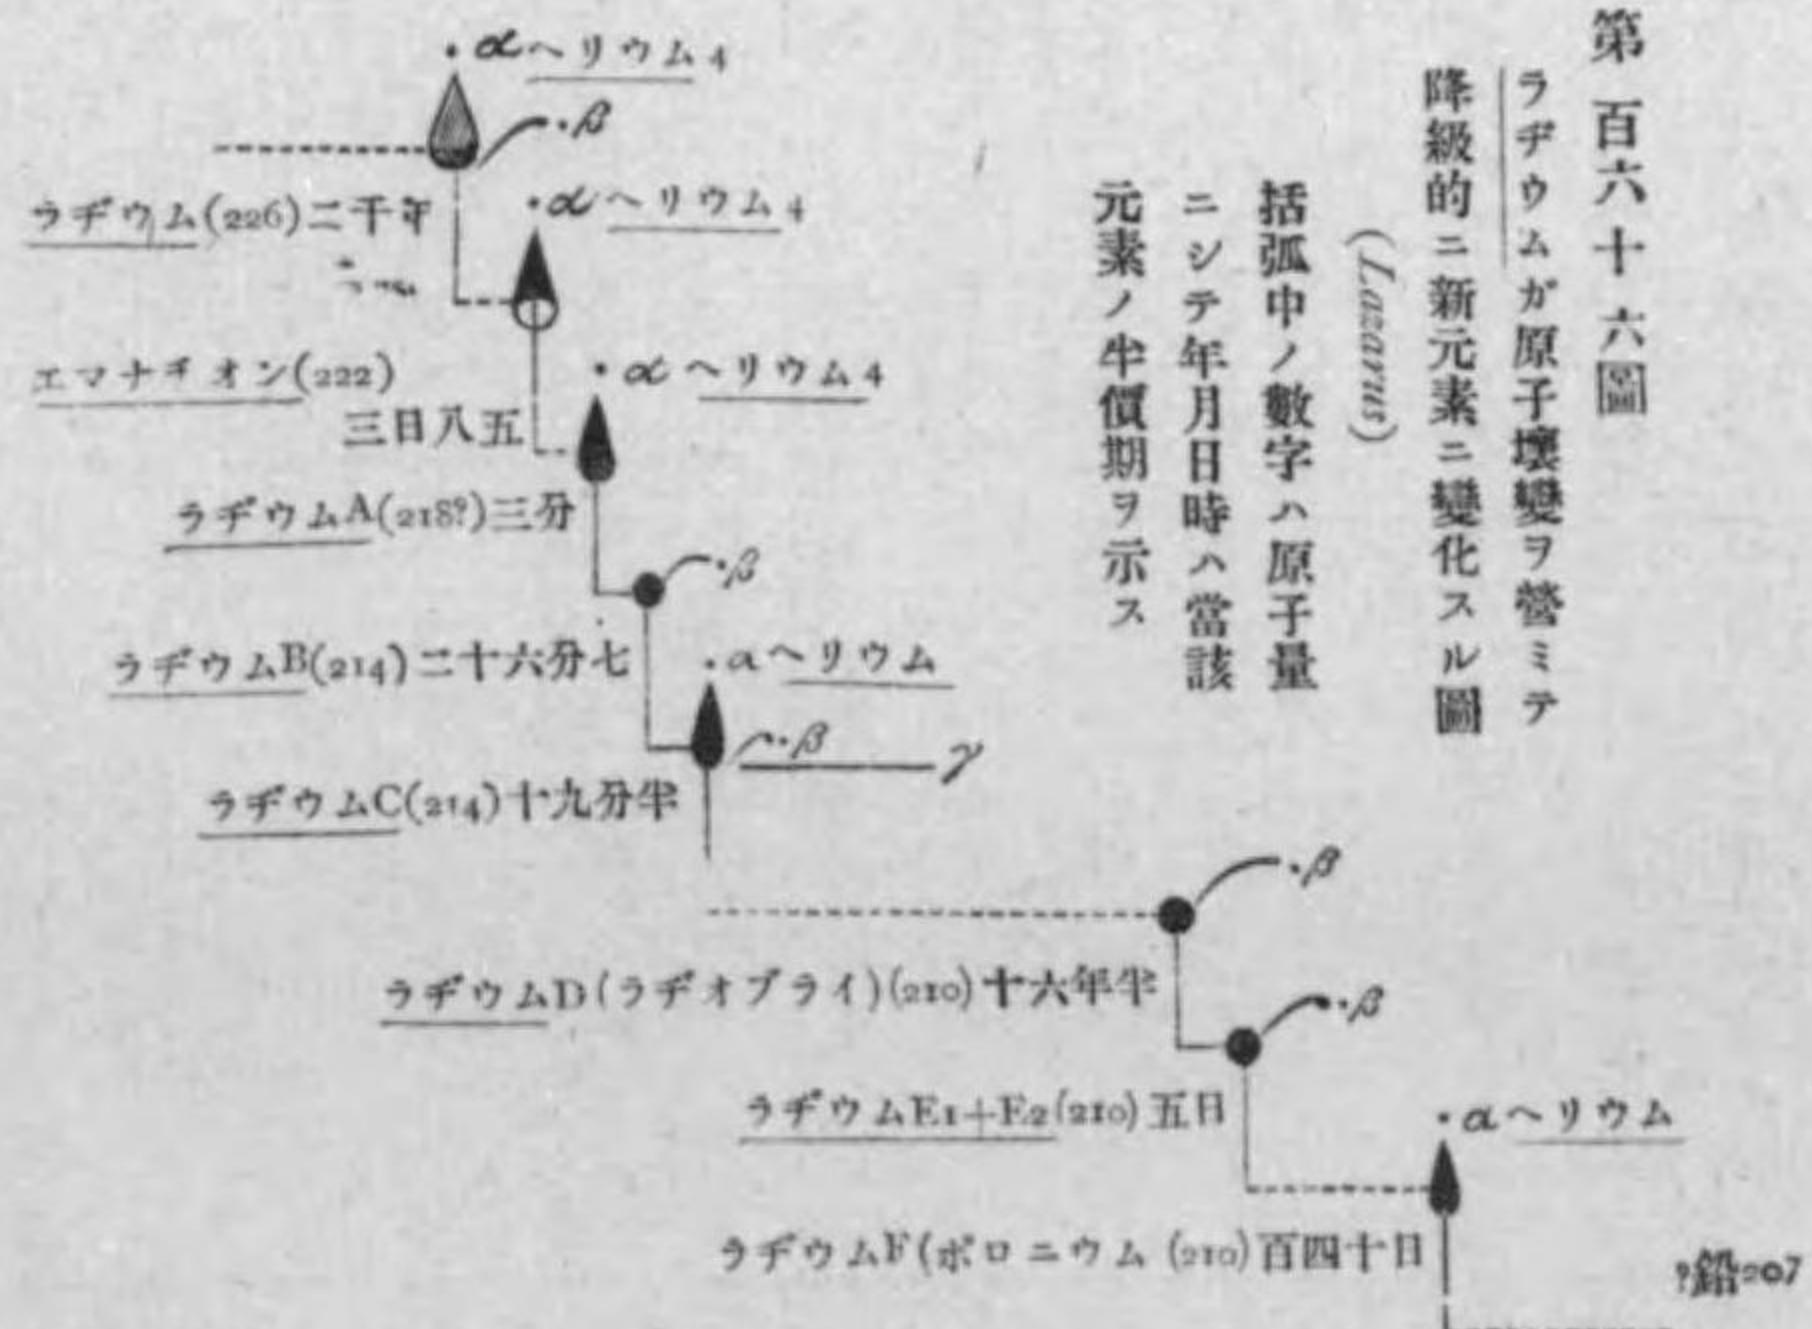 第百六十六圖
ラヂウムガ原子壞變ヲ營ミテ
降級的ニ新元素ニ變化スル圖
(Lazarus)
括弧中ノ數字ハ原子量
ニシテ年月日時ハ當該
元素ノ半價期ヲ示ス
αヘリウム4
β
ラヂウム(226)二千年
αヘリウム4
エマナチオン(222)
三日八五
αヘリウム4
ラヂウムA(218?)三分
β
ラヂウムB(214)二十六分七
αヘリウム
β γ
ラヂウムC(214)十九分半
β
ラヂウムD(ラヂオブライ)(210)十六年半
β
ラヂウムE1+E2(210)五日
αヘリウム
ラヂウムF(ポロニウム (210)百四十日
?鉛207